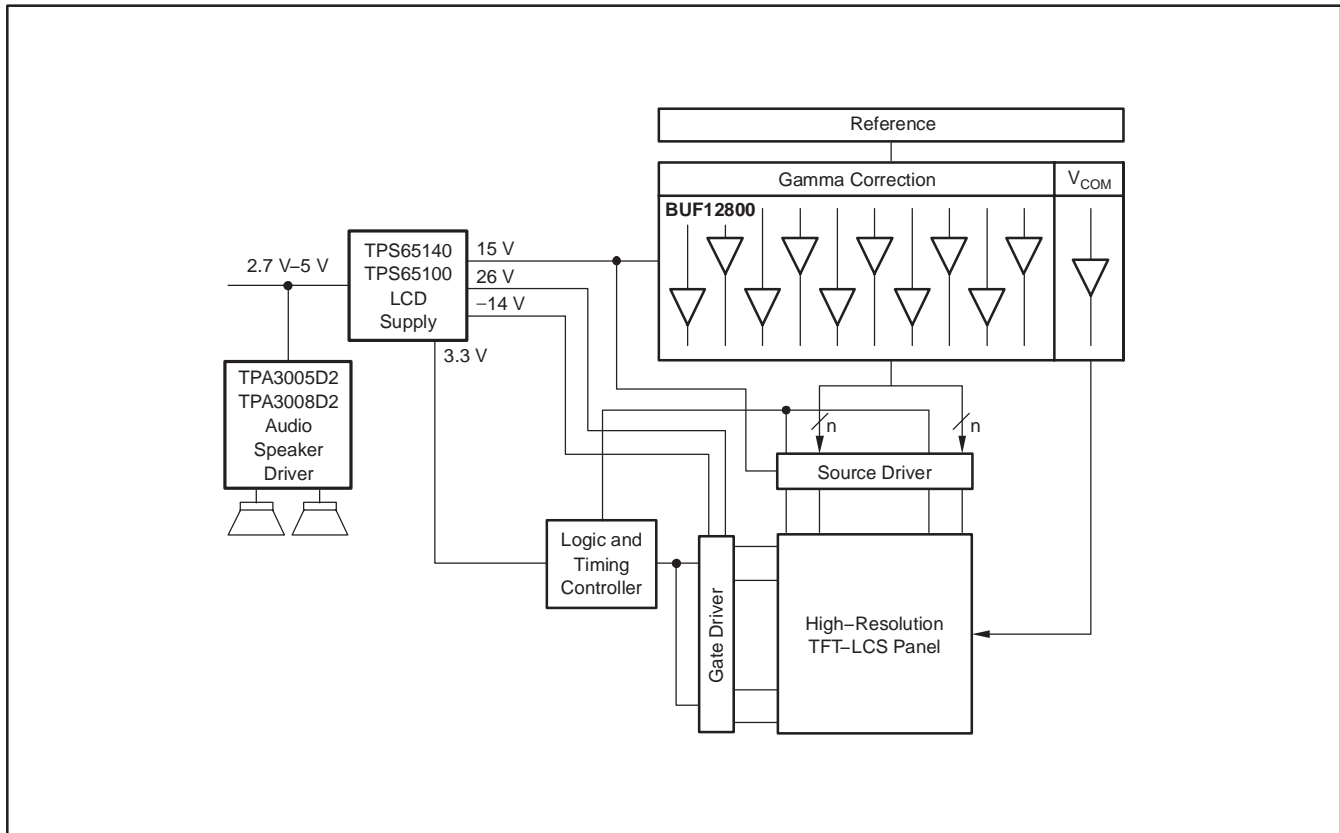 Reference
Gamma Correction
V_COM
BUF12800
TPS65140
TPS65100
LCD
Supply
15 V
26 V
−14 V
3.3 V
2.7 V−5 V
TPA3005D2
TPA3008D2
Audio
Speaker
Driver
n
n
Source Driver
Logic and
Timing
Controller
Gate Driver
High−Resolution
TFT−LCS Panel